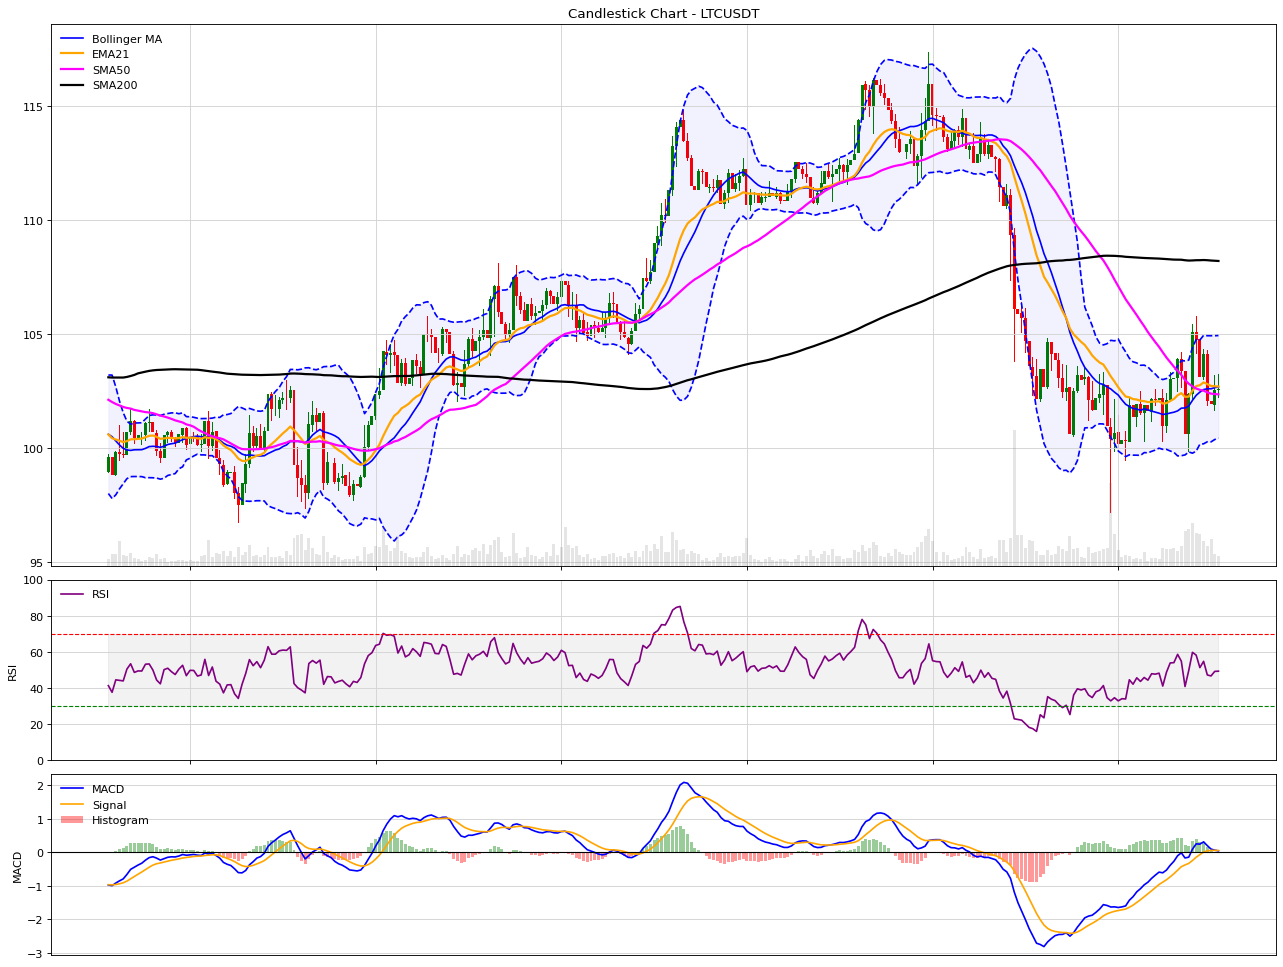 Candlestick Chart - LTCUSDT
Bollinger MA
EMA21
SMA50
SMA200
115
110
105
100
95
100
80
60
40
20
0
RSI
RSI
2
1
0
−1
−2
−3
MACD
MACD
Signal
Histogram